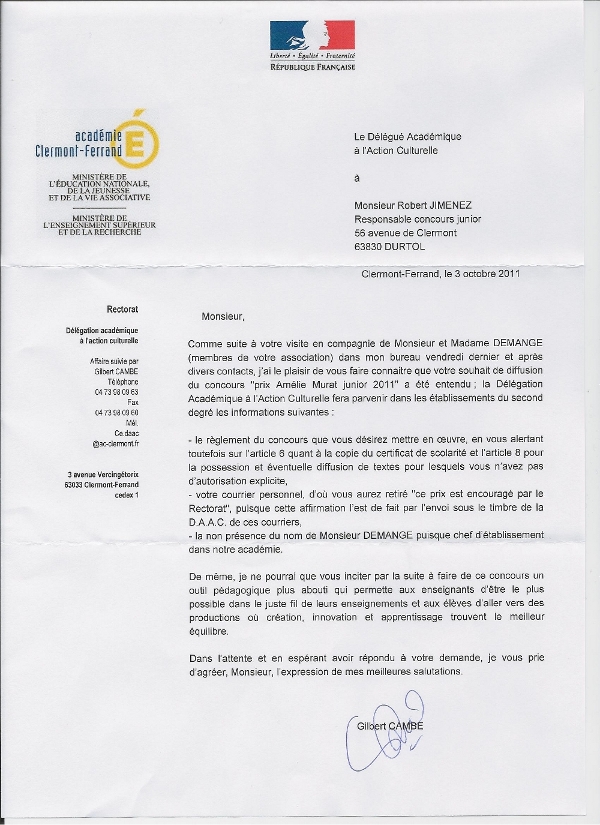 Liberté • Égalité • Fraternité
RÉPUBLIQUE FRANÇAISE
académie
Clermont-Ferrand
É
MINISTÈRE DE
L'ÉDUCATION NATIONALE,
DE LA JEUNESSE
ET DE LA VIE ASSOCIATIVE
MINISTÈRE DE
L'ENSEIGNEMENT SUPÉRIEUR
ET DE LA RECHERCHE
Le Délégué Académique
à l'Action Culturelle
à
Monsieur Robert JIMENEZ
Responsable concours junior
56 avenue de Clermont
63830 DURTOL
Clermont-Ferrand, le 3 octobre 2011
Rectorat
Délégation académique
à l'action culturelle
Affaire suivie par
Gilbert CAMBE
Téléphone
04 73 98 09 63
Fax
04 73 98 09 60
Mél.
Ce.daac
@ac-clermont.fr
3 avenue Vercingétorix
63033 Clermont-Ferrand
cedex 1
Monsieur,
Comme suite à votre visite en compagnie de Monsieur et Madame DEMANGE
(membres de votre association) dans mon bureau vendredi dernier et après
divers contacts, j'ai le plaisir de vous faire connaitre que votre souhait de diffusion
du concours "prix Amélie Murat junior 2011" a été entendu ; la Délégation
Académique à l'Action Culturelle fera parvenir dans les établissements du second
degré les informations suivantes :
- le règlement du concours que vous désirez mettre en œuvre, en vous alertant
toutefois sur l'article 6 quant à la copie du certificat de scolarité et l'article 8 pour
la possession et éventuelle diffusion de textes pour lesquels vous n'avez pas
d'autorisation explicite,
- votre courrier personnel, d'où vous aurez retiré "ce prix est encouragé par le
Rectorat", puisque cette affirmation l'est de fait par l'envoi sous le timbre de la
D.A.A.C. de ces courriers,
- la non présence du nom de Monsieur DEMANGE puisque chef d'établissement
dans notre académie.
De même, je ne pourrai que vous inciter par la suite à faire de ce concours un
outil pédagogique plus abouti qui permette aux enseignants d'être le plus
possible dans le juste fil de leurs enseignements et aux élèves d'aller vers des
productions où création, innovation et apprentissage trouvent le meilleur
équilibre.
Dans l'attente et en espérant avoir répondu à votre demande, je vous prie
d'agréer, Monsieur, l'expression de mes meilleures salutations.
Gilbert CAMBE